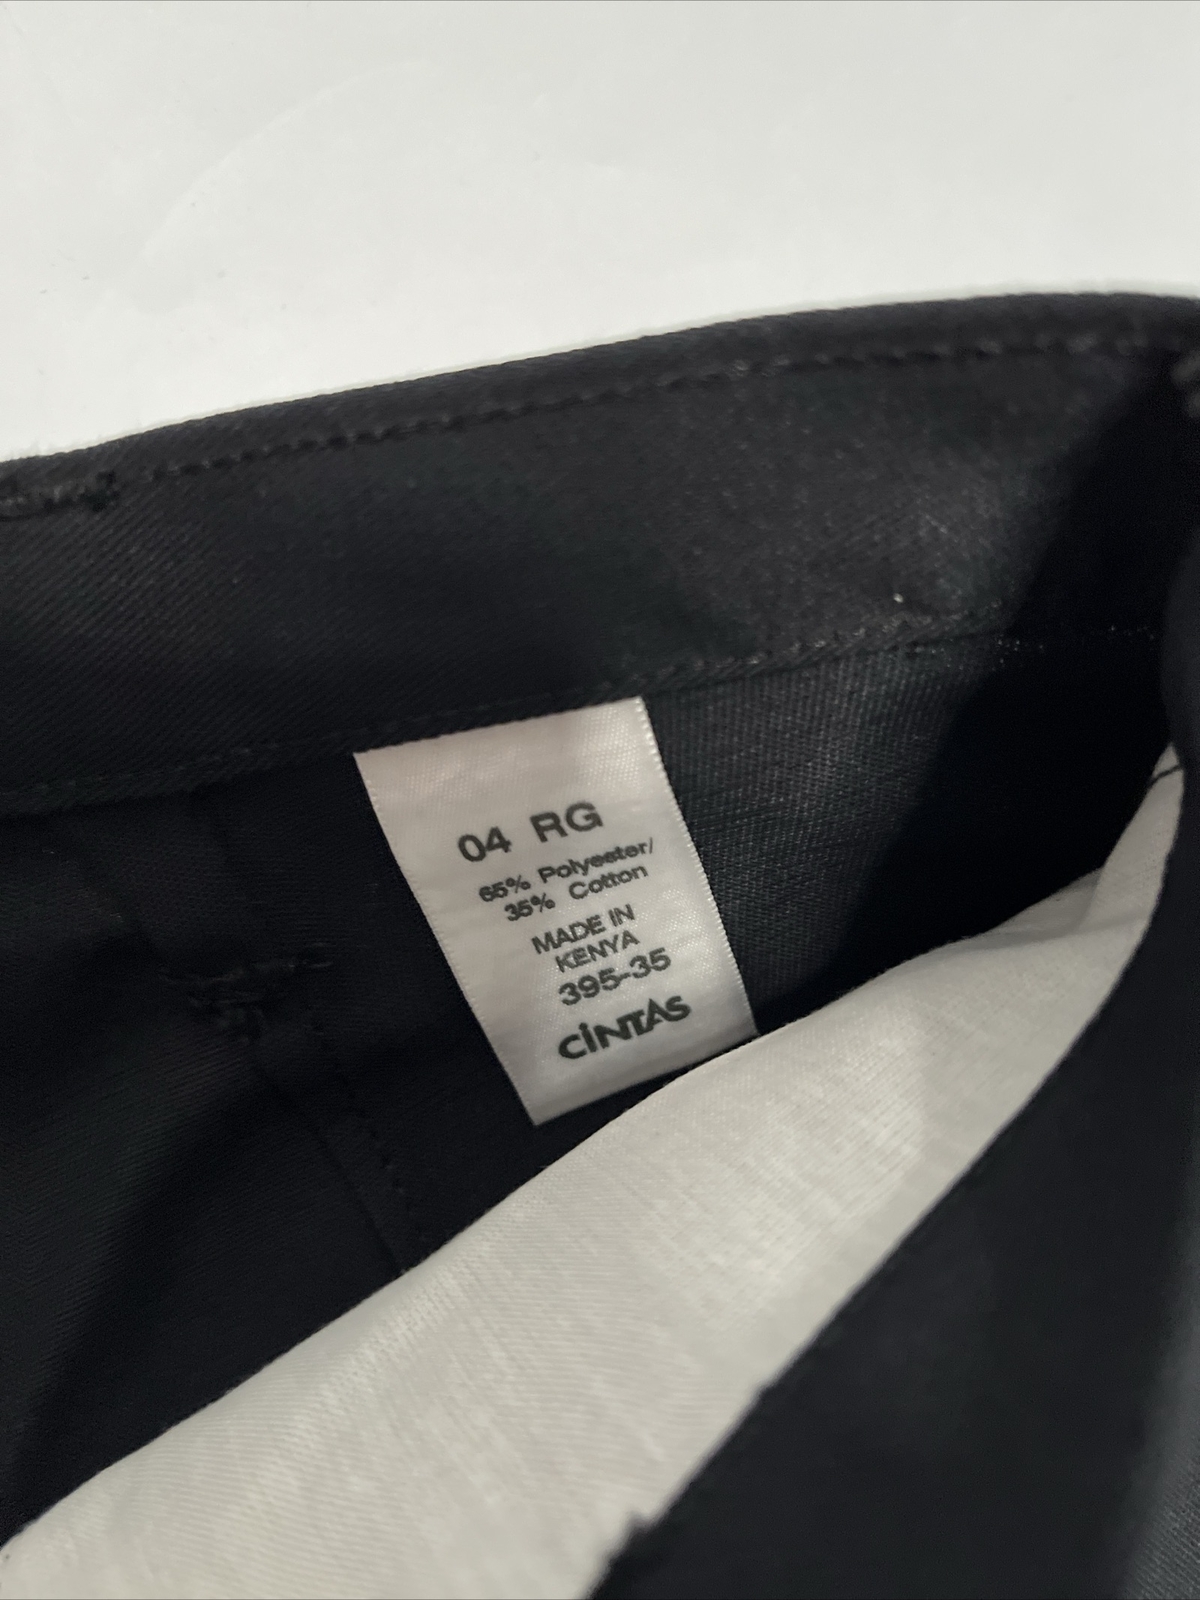 04 RG
65% Polyester/
35% Cotton
MADE IN
KENYA
395-35
CINTAS